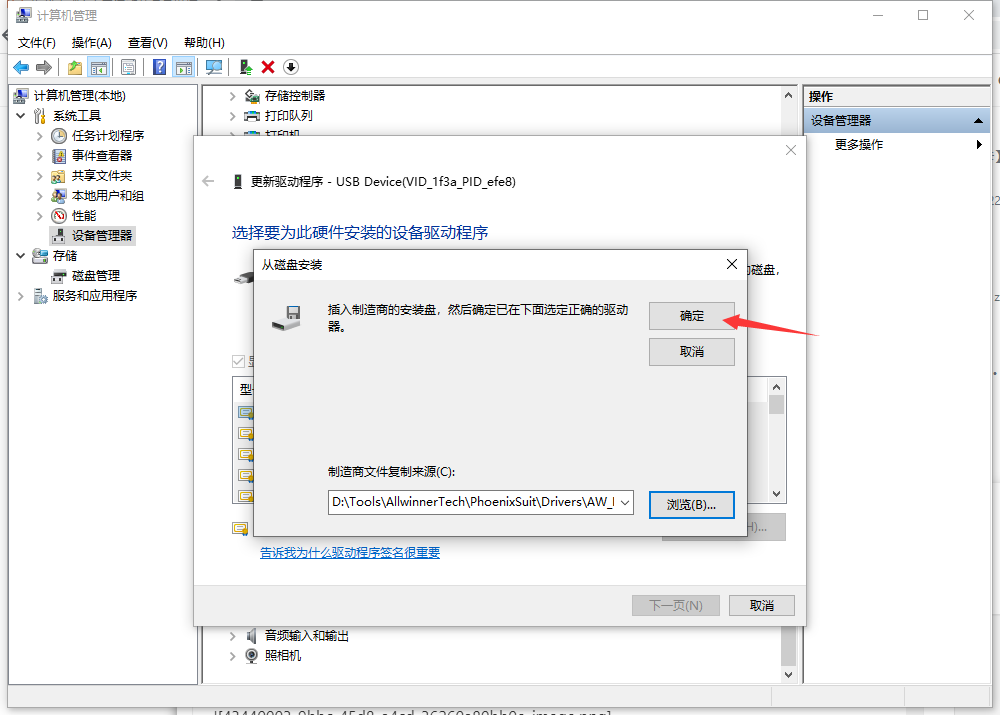 计算机管理
文件(F) 操作(A) 查看(V) 帮助(H)
计算机管理(本地)
系统工具
任务计划程序
事件查看器
共享文件夹
本地用户和组
性能
设备管理器
存储
磁盘管理
服务和应用程序
存储控制器
打印队列
打印机
操作
设备管理器
更多操作
更新驱动程序 - USB Device(VID_1f3a_PID_efe8)
选择要为此硬件安装的设备驱动程序
磁盘，
从磁盘安装
插入制造商的安装盘，然后确定已在下面选定正确的驱动
器。
确定
取消
型
制造商文件复制来源(C):
D:\Tools\AllwinnerTech\PhoenixSuit\Drivers\AW_
浏览(B)...
H)...
告诉我为什么驱动程序签名很重要
下一页(N)
取消
音频输入和输出
照相机